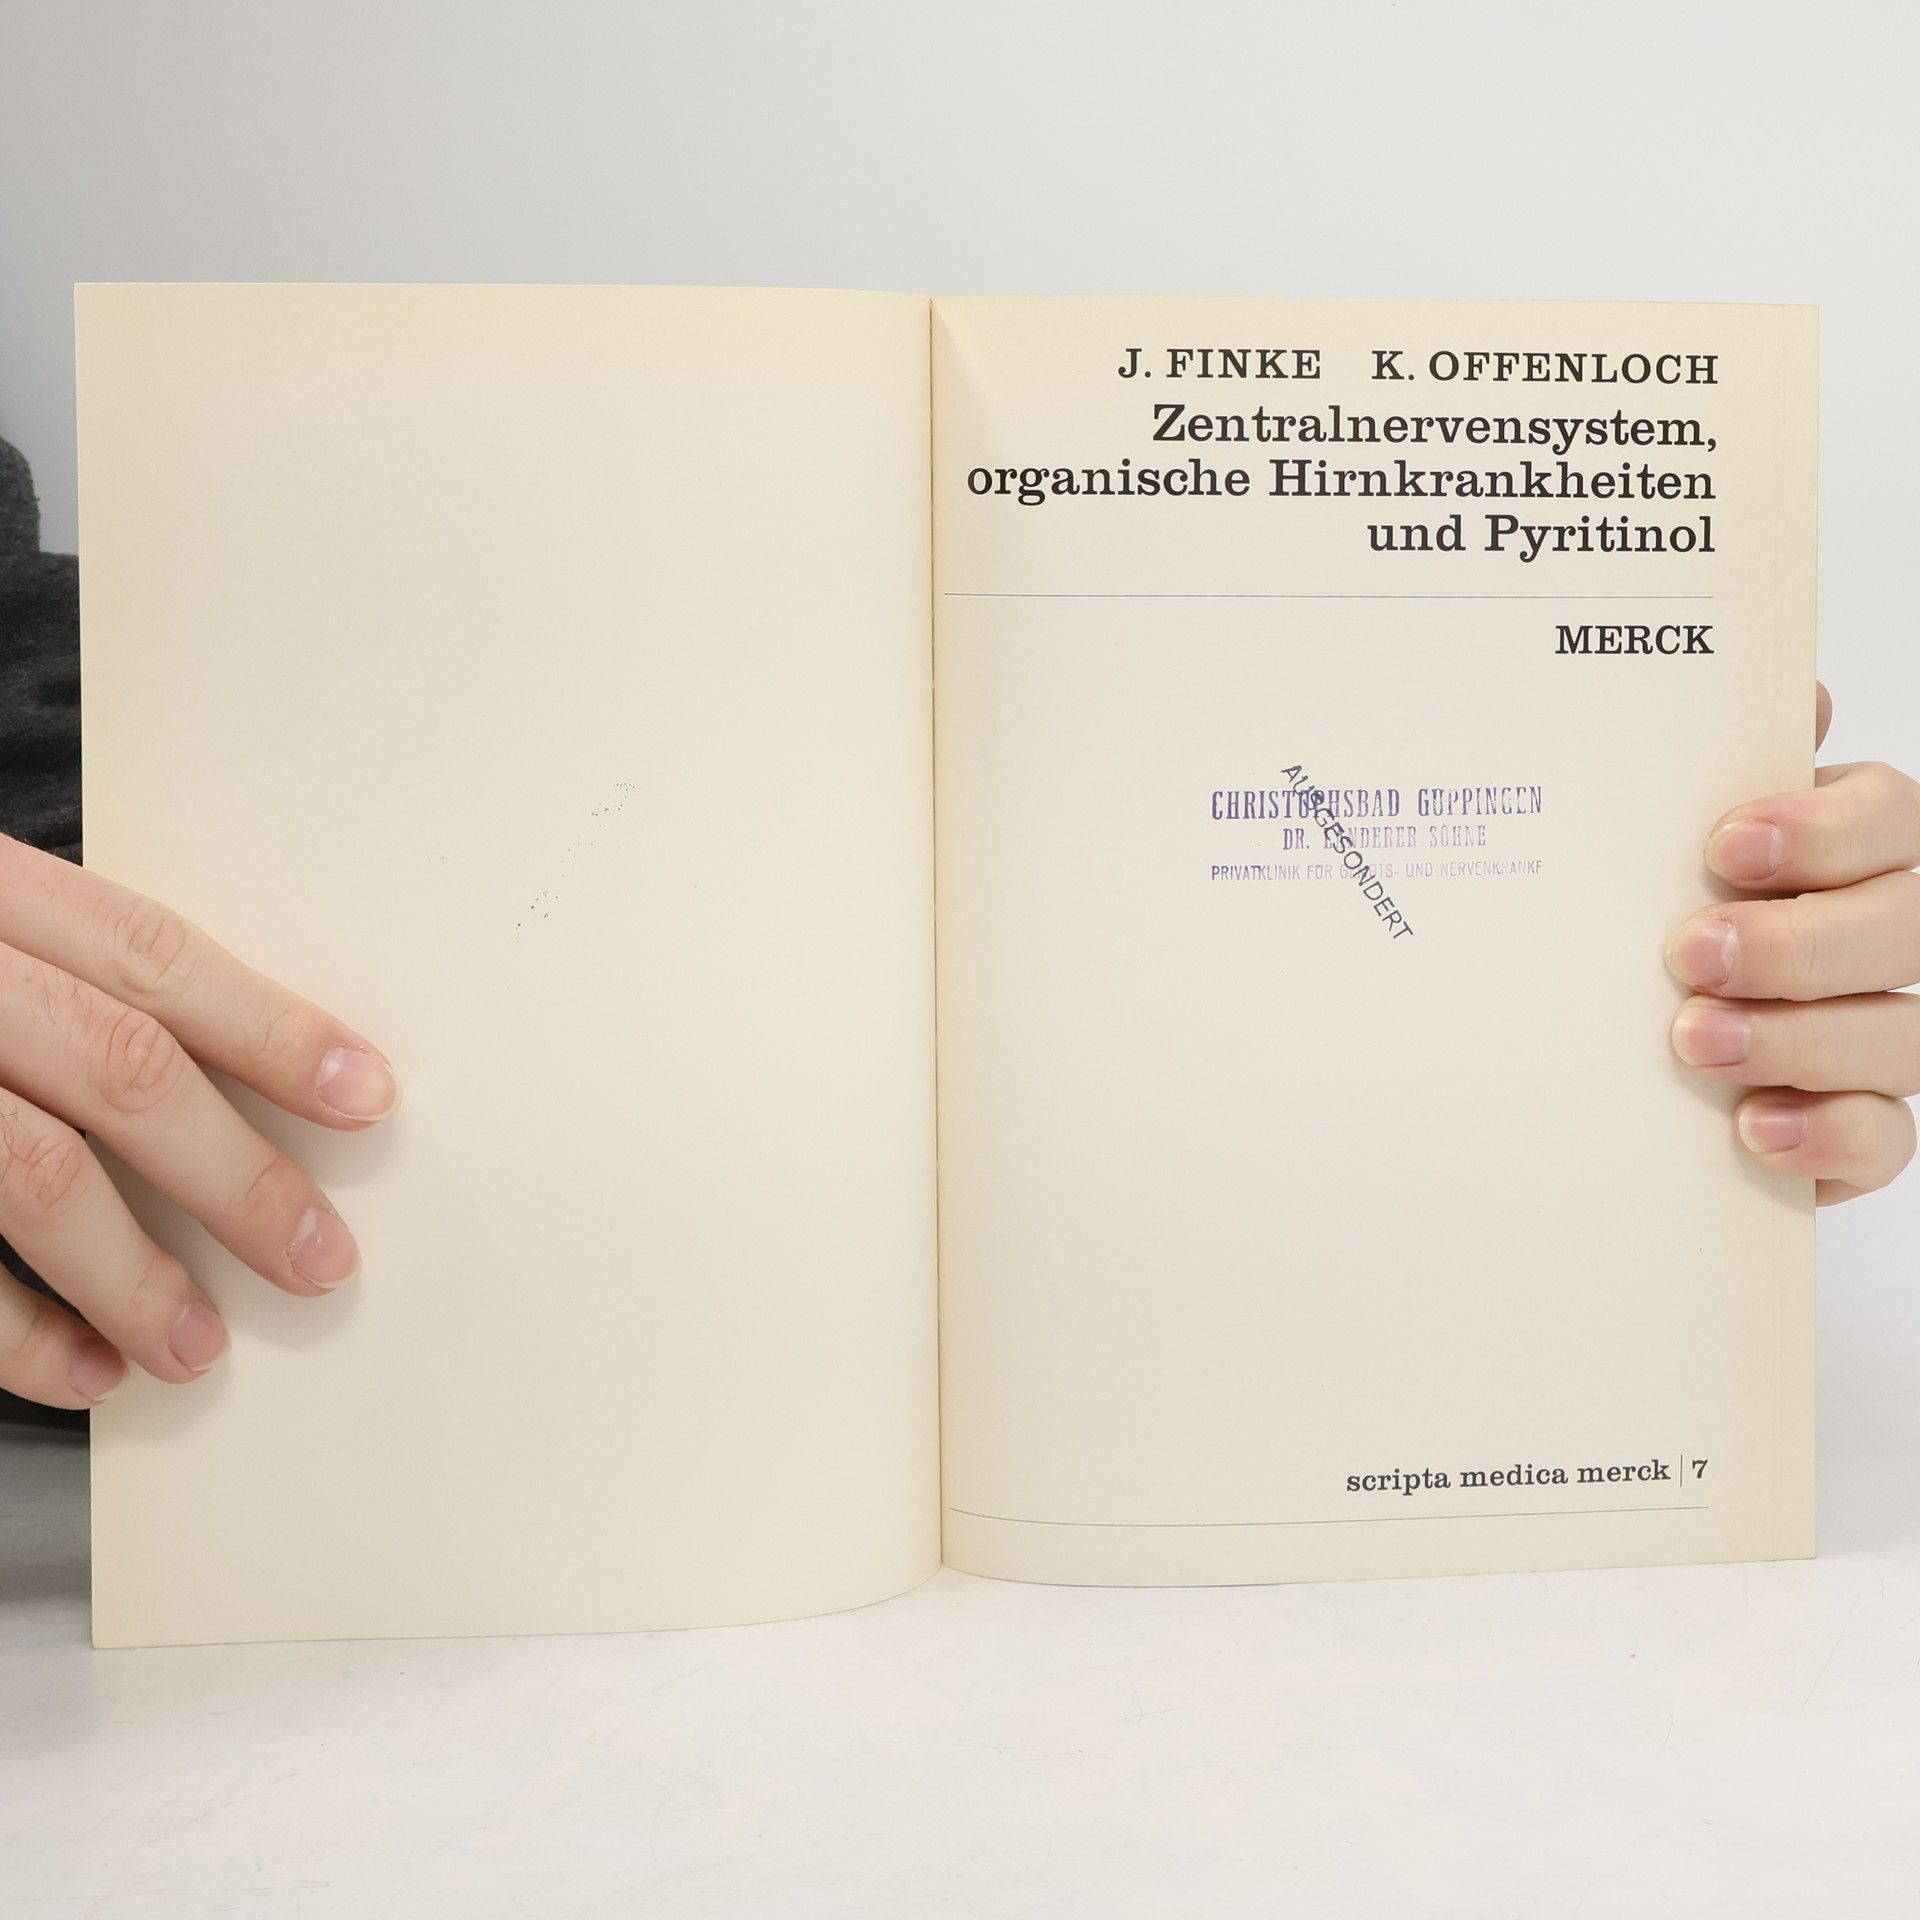 J. FINKE K. OFFENLOCH
Zentralnervensystem,
organische Hirnkrankheiten
und Pyritinol
MERCK
CHRISTOPHSBAD GÖPPINGEN
DR. LANDERER SÖHNE
PRIVATKLINIK FÜR GEMÜTS- UND NERVENKRANKE
AUSGESONDERT
scripta medica merck | 7